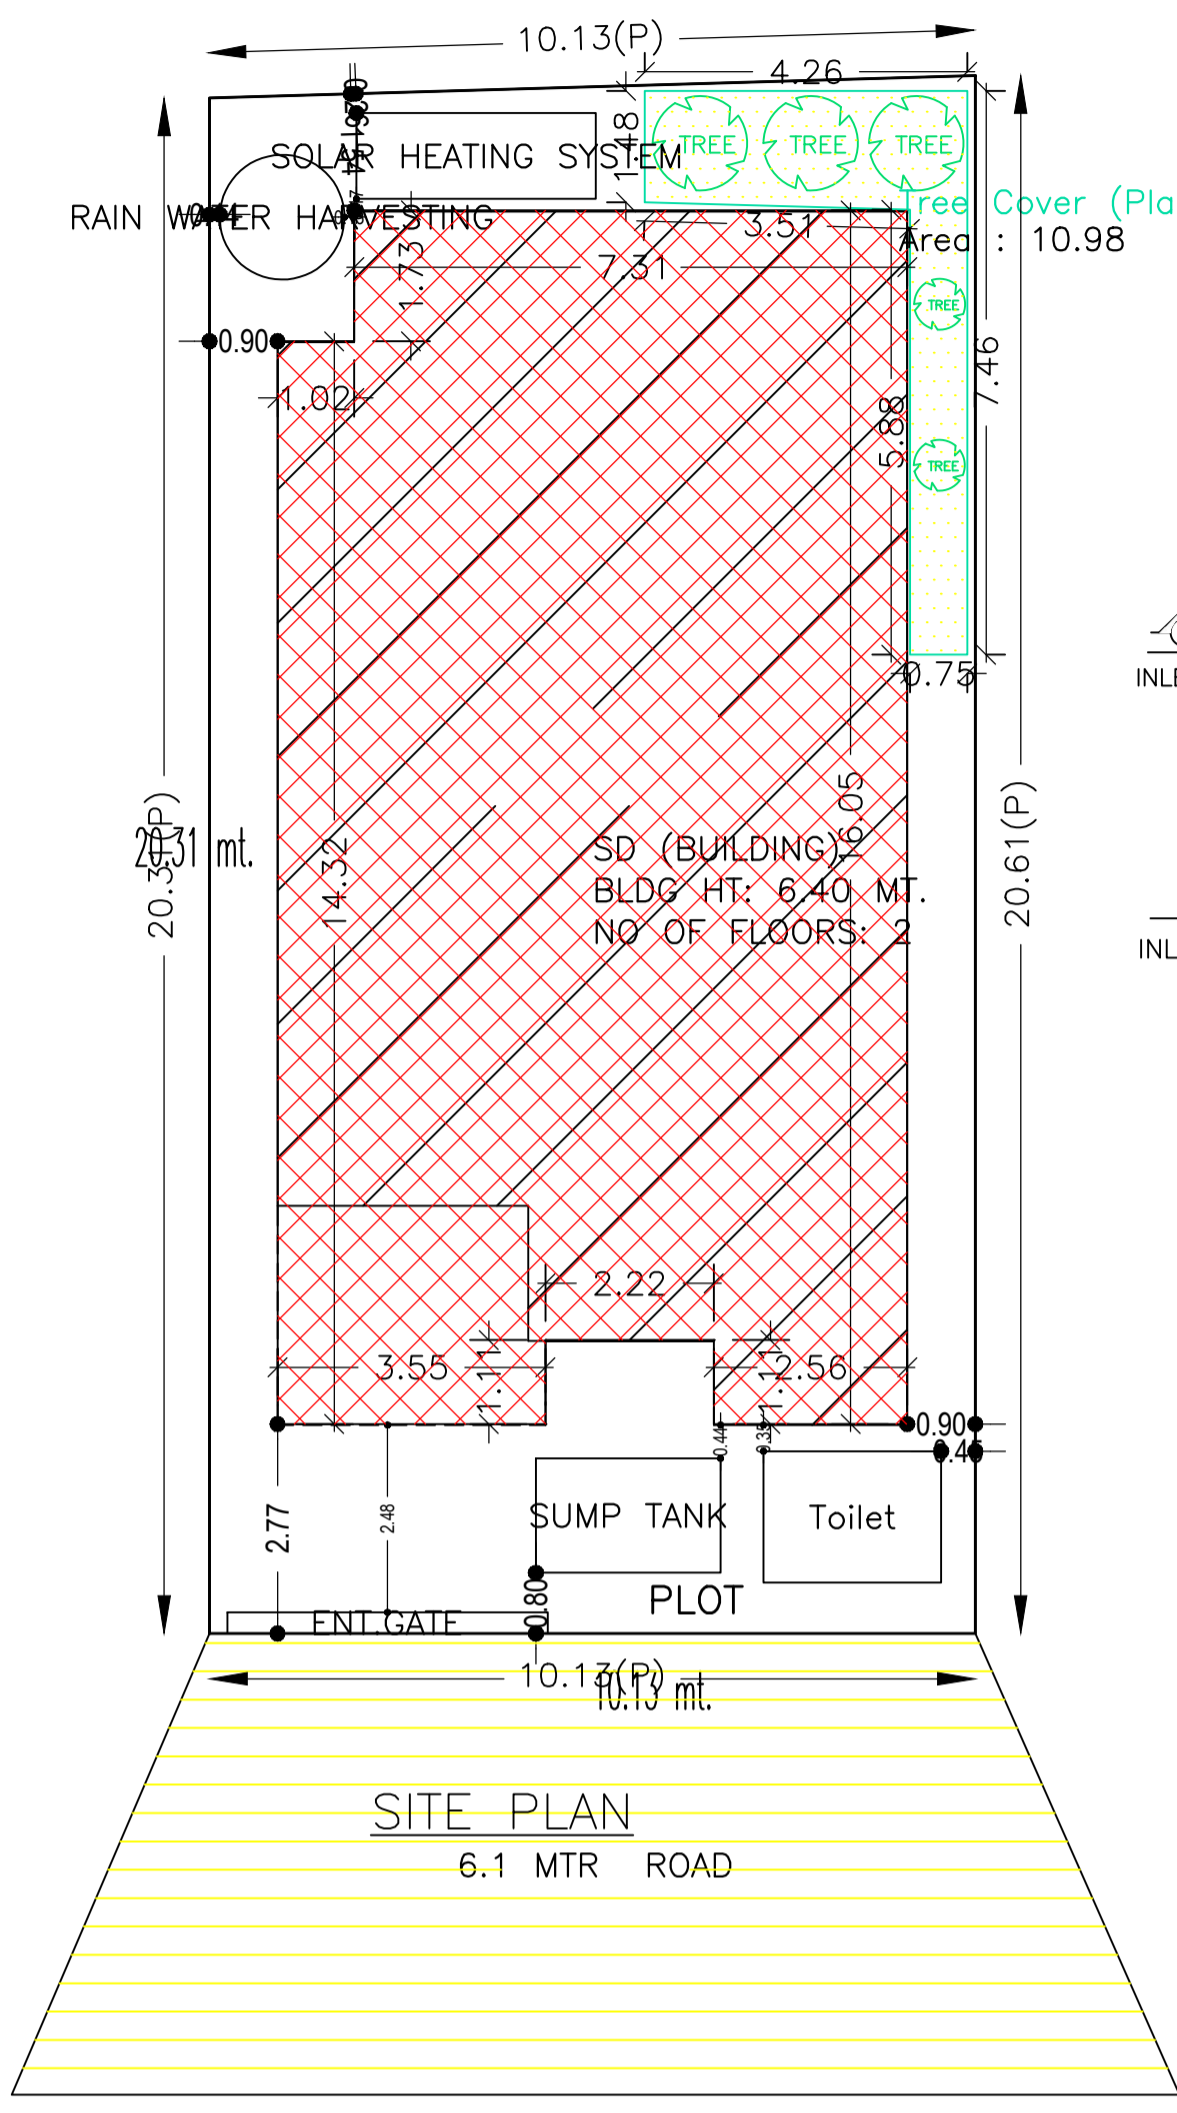 10.13(P)
4.26
1.48
TREE TREE TREE
SOLAR HEATING SYSTEM
Tree Cover (Pla
RAIN WATER HARVESTING
3.51
Area : 10.98
7.31
1.73
TREE
0.90
7.46
1.02
5.88
TREE
0.75
INL
16.05
20.31 mt.
14.32
20.61(P)
SD (BUILDING)
BLDG HT: 6.40 MT.
NO OF FLOORS: 2
INL
2.22
3.55
1.11
1.11
2.56
0.90
0.44
0.35
0.45
2.77
2.48
SUMP TANK
Toilet
0.80
PLOT
ENT.GATE
10.13(P)
10.13 mt.
SITE PLAN
6.1 MTR ROAD